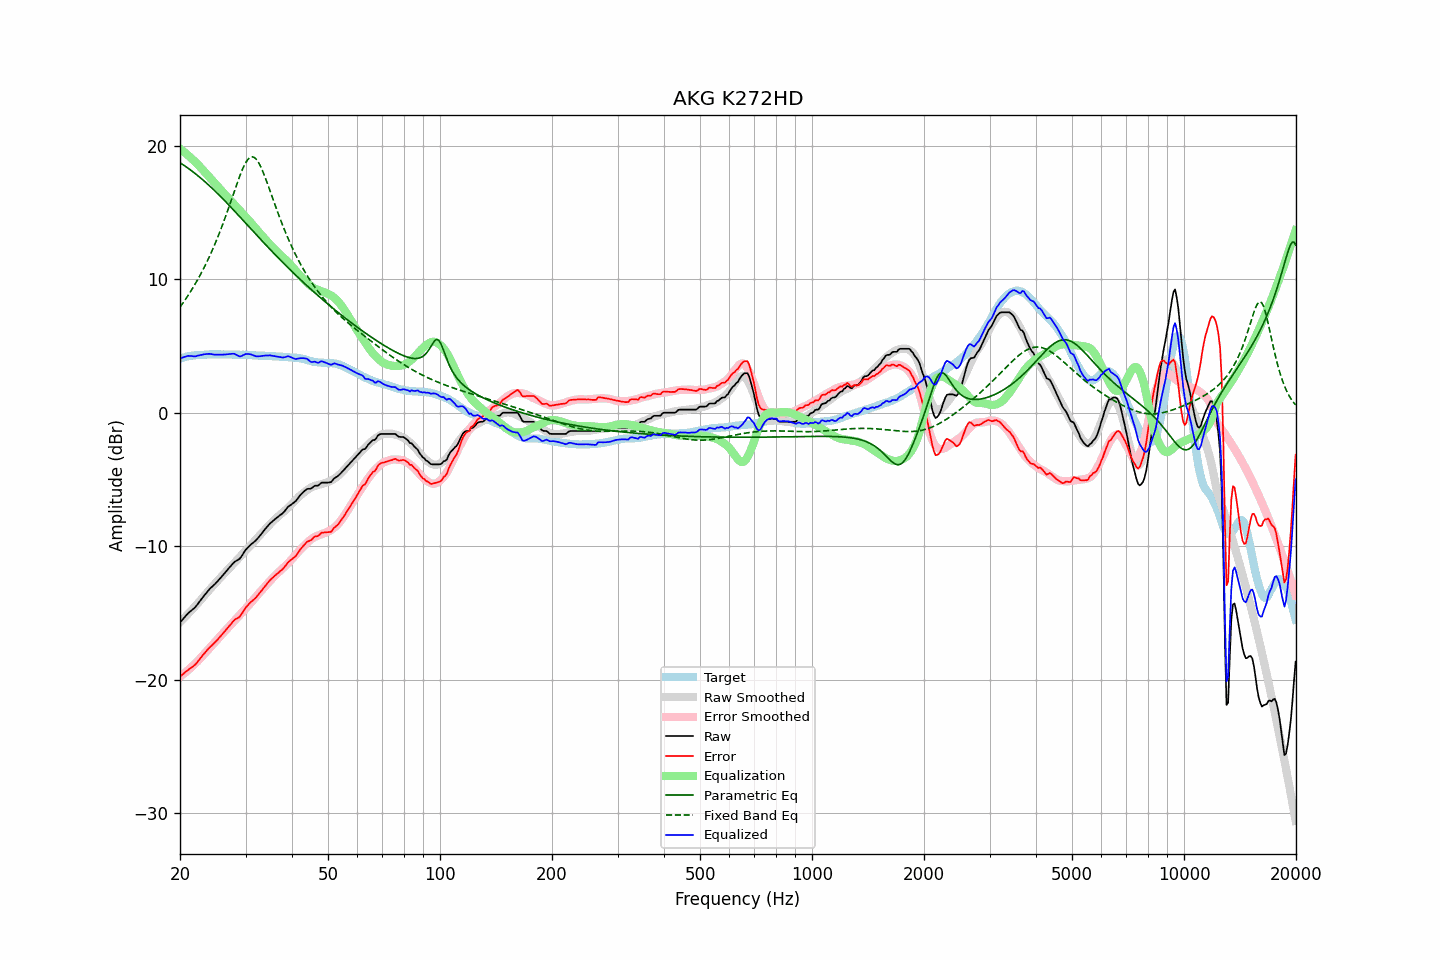 AKG K272HD
20
10
0
−10
−20
−30
Amplitude (dBr)
Target
Raw Smoothed
Error Smoothed
Raw
Error
Equalization
Parametric Eq
Fixed Band Eq
Equalized
20 50 100 200 500 1000 2000 5000 10000 20000
Frequency (Hz)